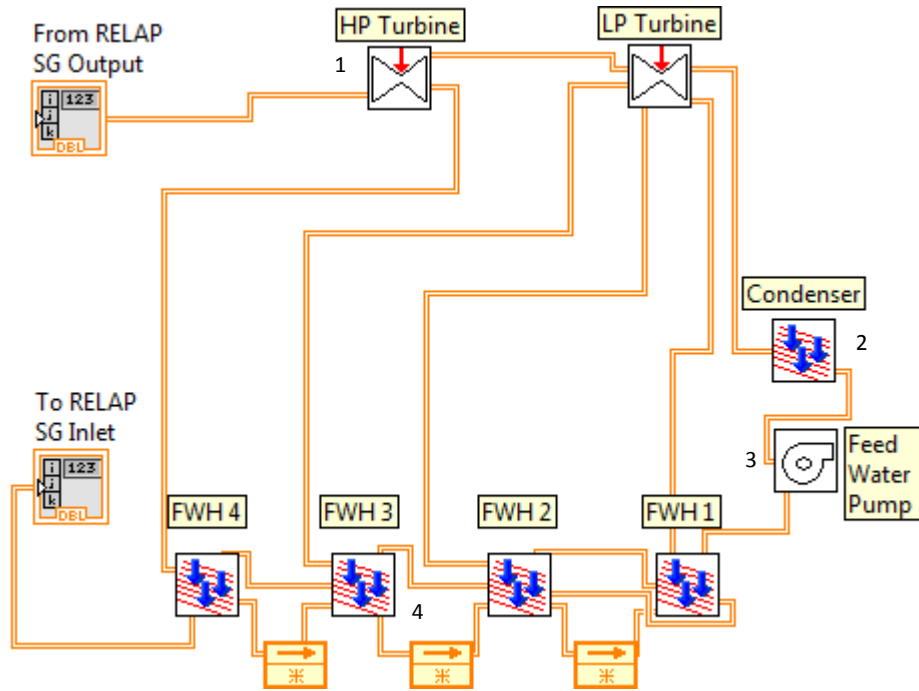 From RELAP
SG Output
i
j
k
123
DBL
1
HP Turbine
LP Turbine
Condenser
2
3
Feed
Water
Pump
To RELAP
SG Inlet
i
j
k
123
DBL
FWH 4
FWH 3
FWH 2
FWH 1
4